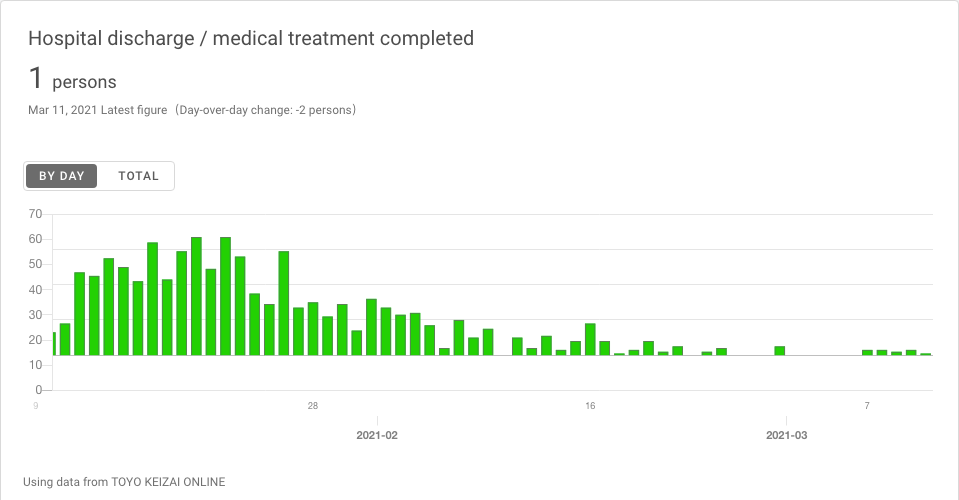 Hospital discharge / medical treatment completed
1 persons
Mar 11, 2021 Latest figure（Day-over-day change: -2 persons）
BY DAY TOTAL
70
60
50
40
30
20
10
0
9 28 16 7
2021-02 2021-03
Using data from TOYO KEIZAI ONLINE